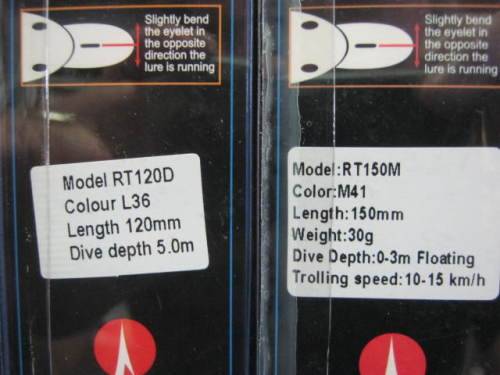 Slightly bend
the eyelet in
the opposite
direction the
lure is running
Model RT120D
Colour L36
Length 120mm
Dive depth 5.0m
Slightly bend
the eyelet in
the opposite
direction the
lure is running
Model:RT150M
Color:M41
Length:150mm
Weight:30g
Dive Depth:0-3m Floating
Trolling speed:10-15 km/h